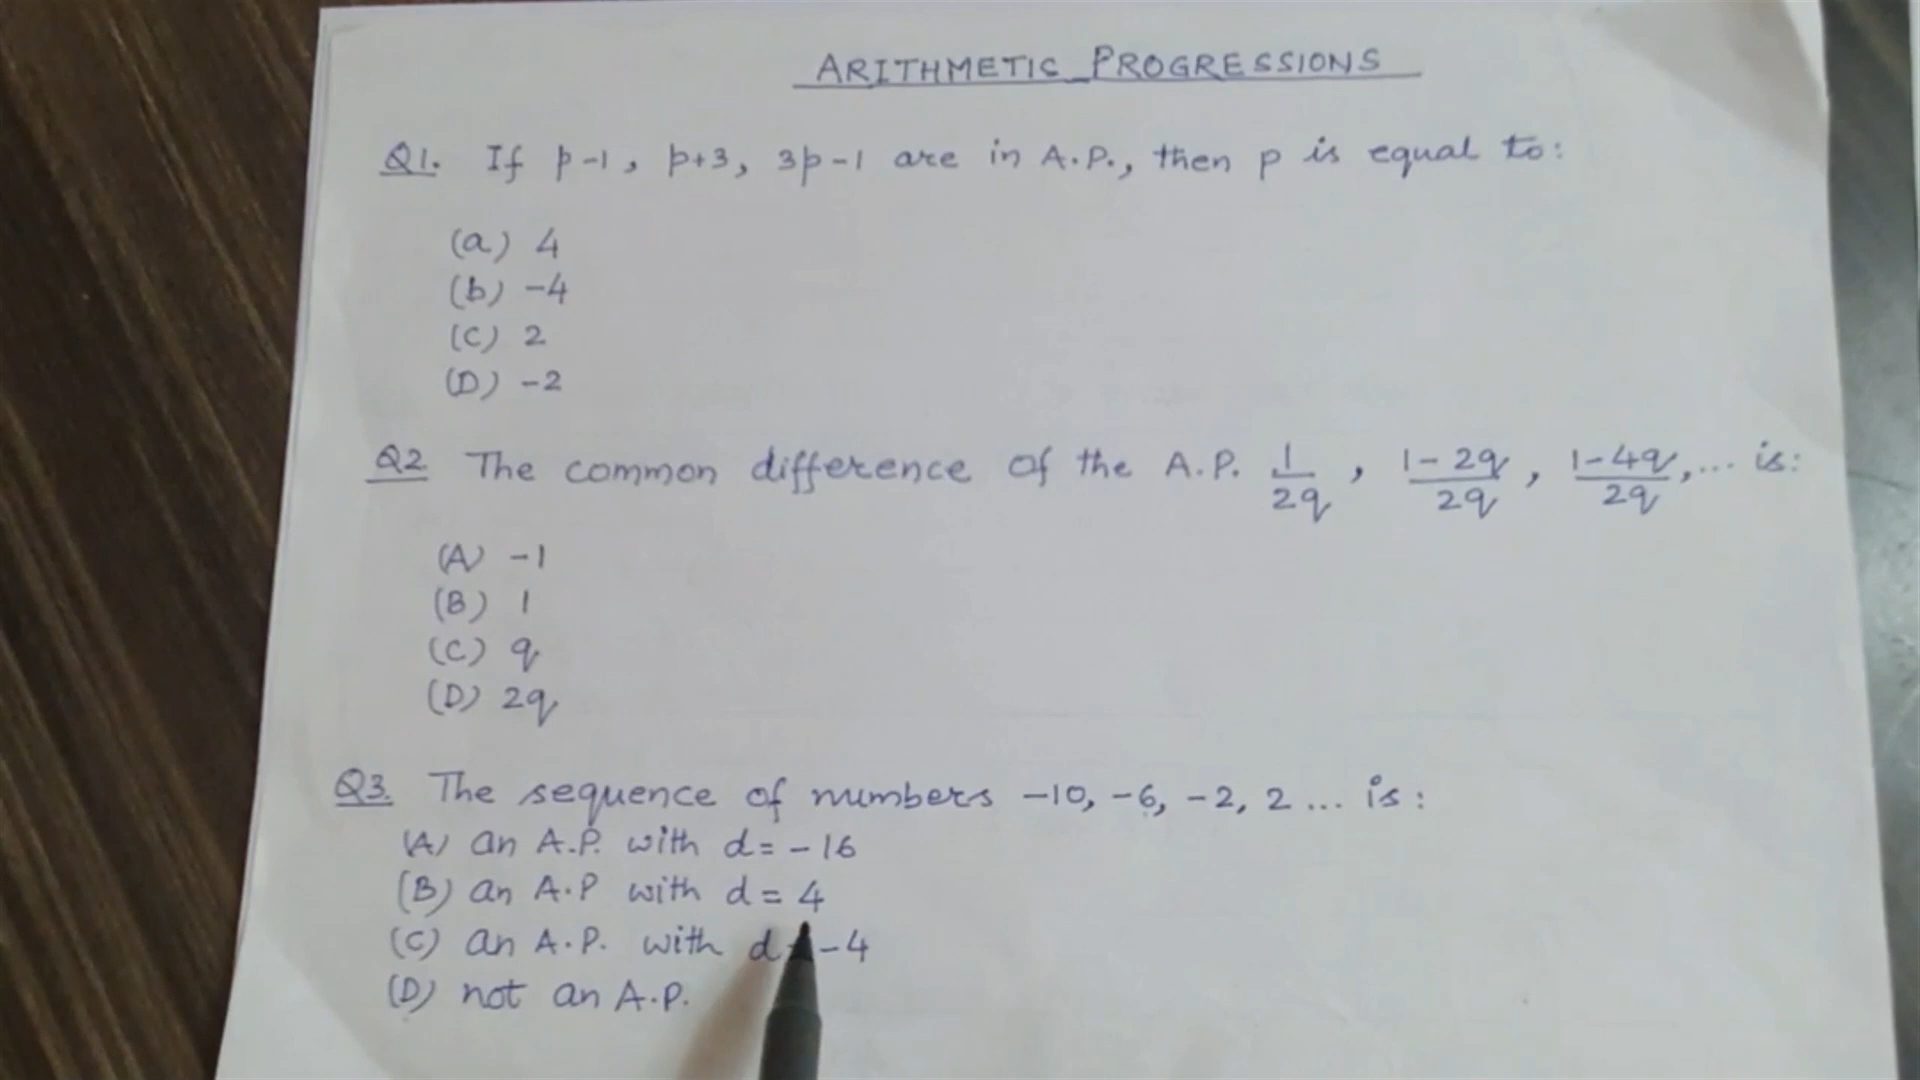 ARITHMETIC PROGRESSIONS
Q1. If p-1, p+3, 3p-1 are in A.P., then p is equal to:
(a) 4
(b) -4
(C) 2
(D) -2
Q2 The common difference of the A.P. 1/2q, 1-2q/2q, 1-4q/2q,... is:
(A) -1
(B) 1
(C) q
(D) 2q
Q3. The sequence of numbers -10, -6, -2, 2... is:
(A) an A.P. with d= -16
(B) an A.P with d= 4
(C) an A.P. with d -4
(D) not an A.P.